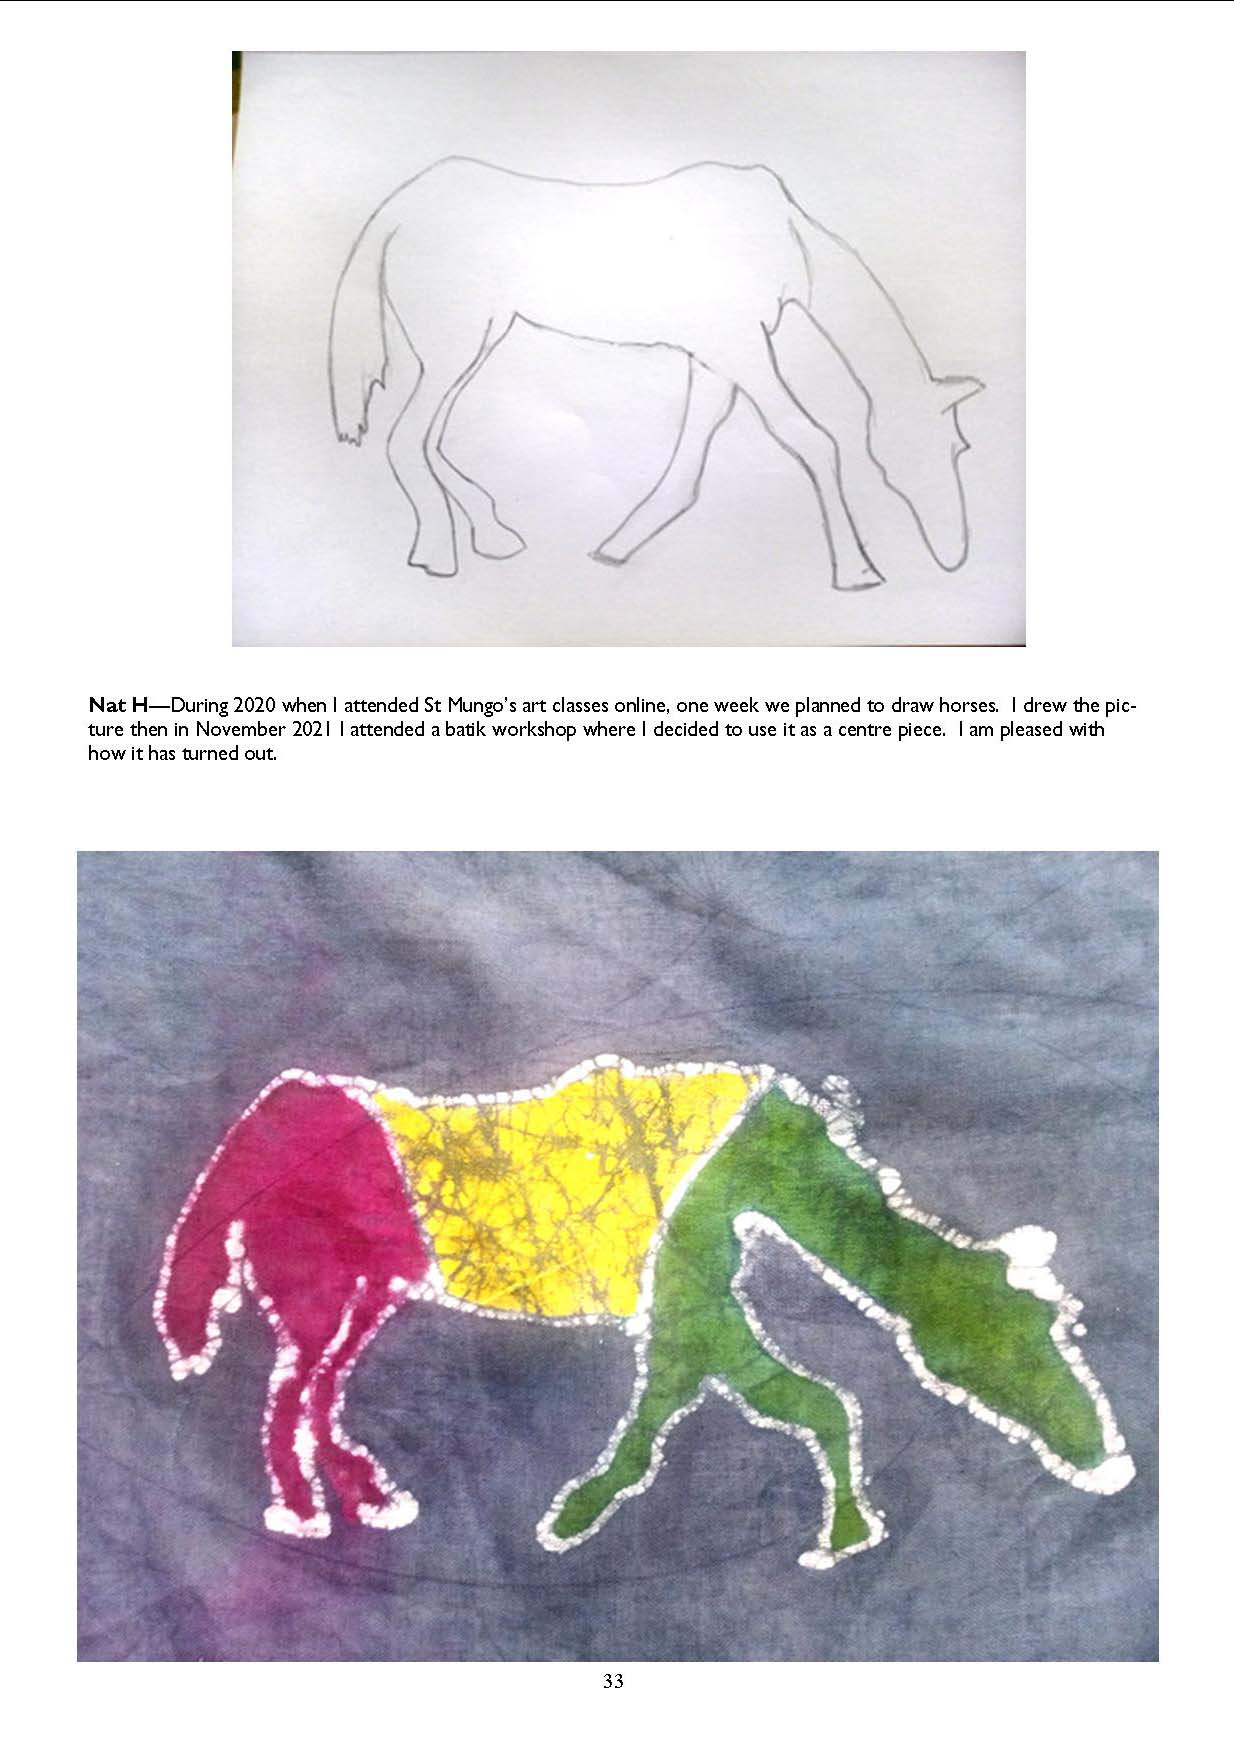 Nat H—During 2020 when I attended St Mungo's art classes online, one week we planned to draw horses.  I drew the pic-
ture then in November 2021 I attended a batik workshop where I decided to use it as a centre piece.  I am pleased with
how it has turned out.
33